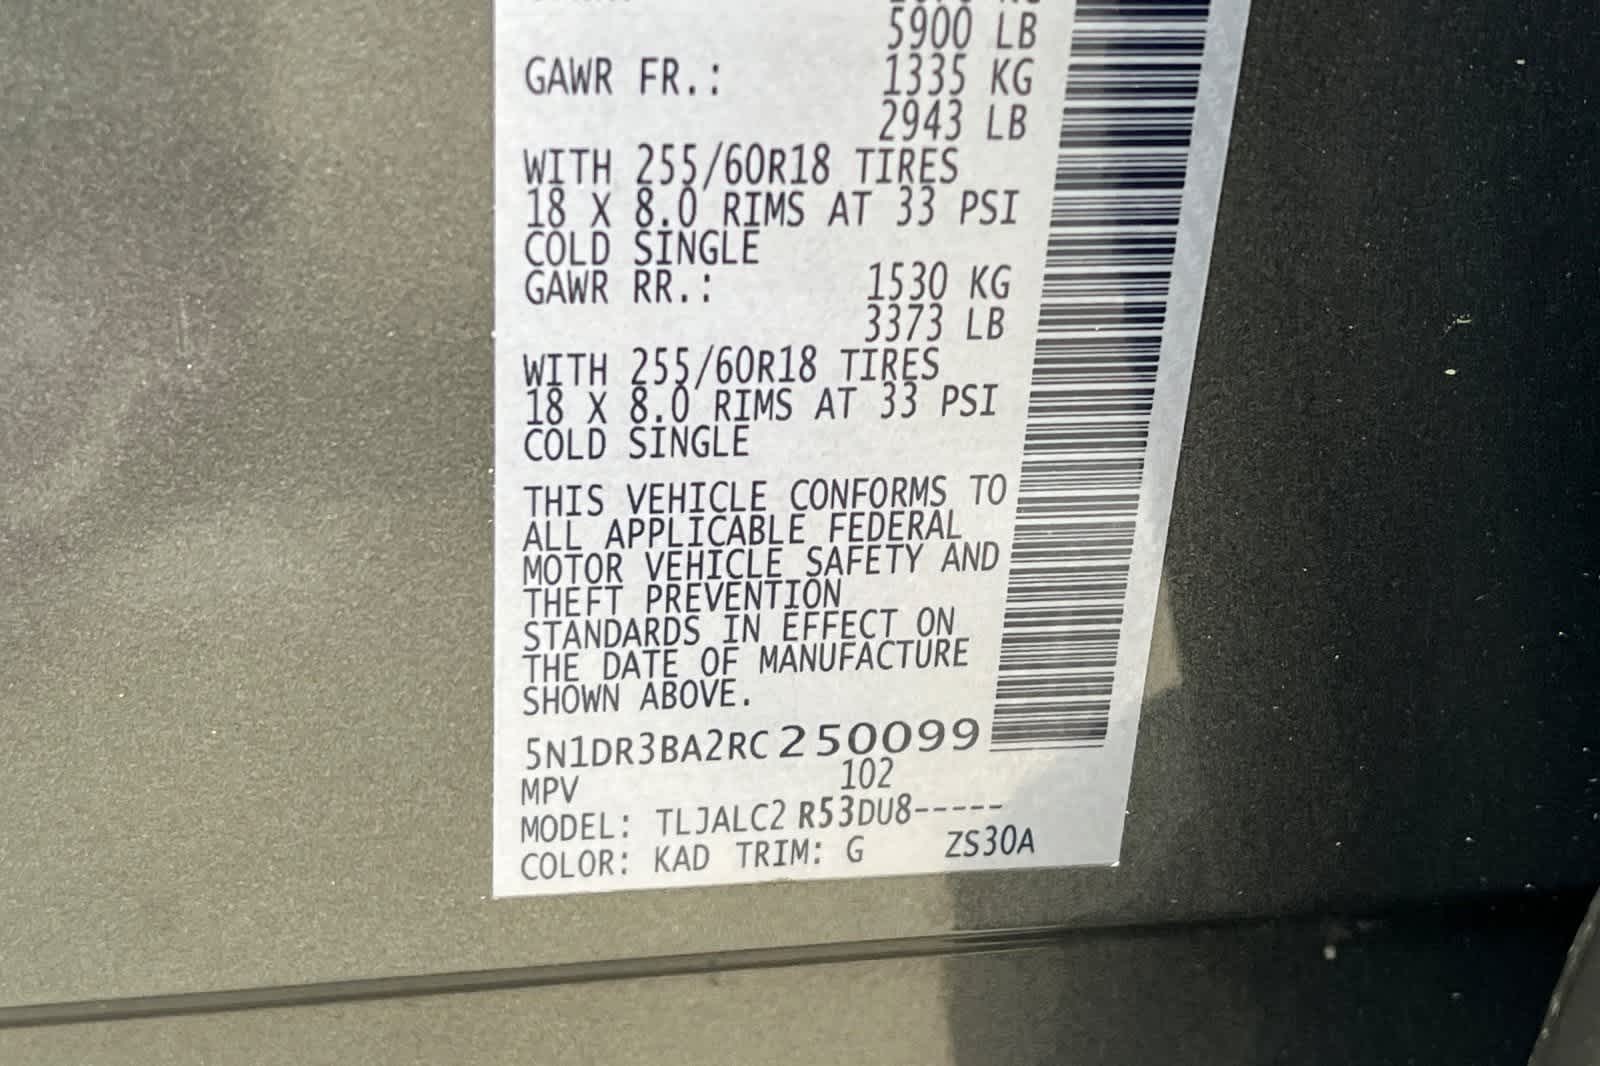 5900 LB
GAWR FR.: 1335 KG
2943 LB
WITH 255/60R18 TIRES
18 X 8.0 RIMS AT 33 PSI
COLD SINGLE
GAWR RR.: 1530 KG
3373 LB
WITH 255/60R18 TIRES
18 X 8.0 RIMS AT 33 PSI
COLD SINGLE
THIS VEHICLE CONFORMS TO
ALL APPLICABLE FEDERAL
MOTOR VEHICLE SAFETY AND
THEFT PREVENTION
STANDARDS IN EFFECT ON
THE DATE OF MANUFACTURE
SHOWN ABOVE.
5N1DR3BA2RC250099
MPV 102
MODEL: TLJALC2 R53DU8-----
COLOR: KAD TRIM: G ZS30A